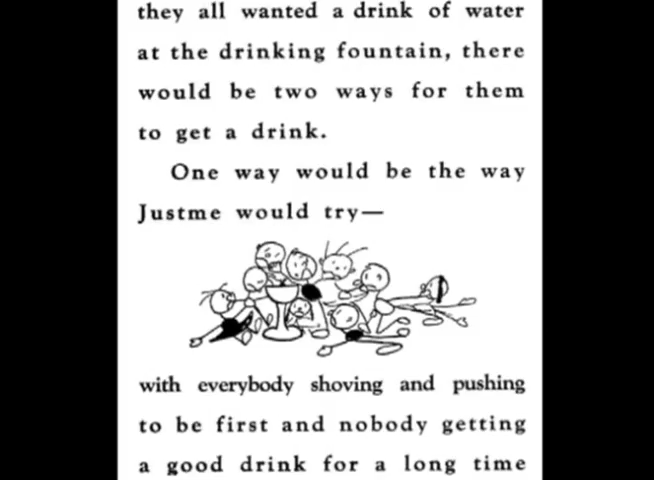 they all wanted a drink of water
at the drinking fountain, there
would be two ways for them
to get a drink.
One way would be the way
Justme would try—
with everybody shoving and pushing
to be first and nobody getting
a good drink for a long time